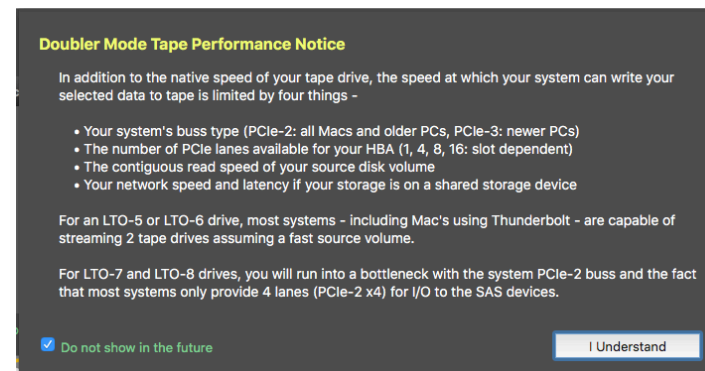 Doubler Mode Tape Performance Notice
In addition to the native speed of your tape drive, the speed at which your system can write your
selected data to tape is limited by four things -
• Your system's buss type (PCIe-2: all Macs and older PCs, PCIe-3: newer PCs)
• The number of PCIe lanes available for your HBA (1, 4, 8, 16: slot dependent)
• The contiguous read speed of your source disk volume
• Your network speed and latency if your storage is on a shared storage device
For an LTO-5 or LTO-6 drive, most systems - including Mac's using Thunderbolt - are capable of
streaming 2 tape drives assuming a fast source volume.
For LTO-7 and LTO-8 drives, you will run into a bottleneck with the system PCIe-2 buss and the fact
that most systems only provide 4 lanes (PCIe-2 x4) for I/O to the SAS devices.
Do not show in the future
I Understand